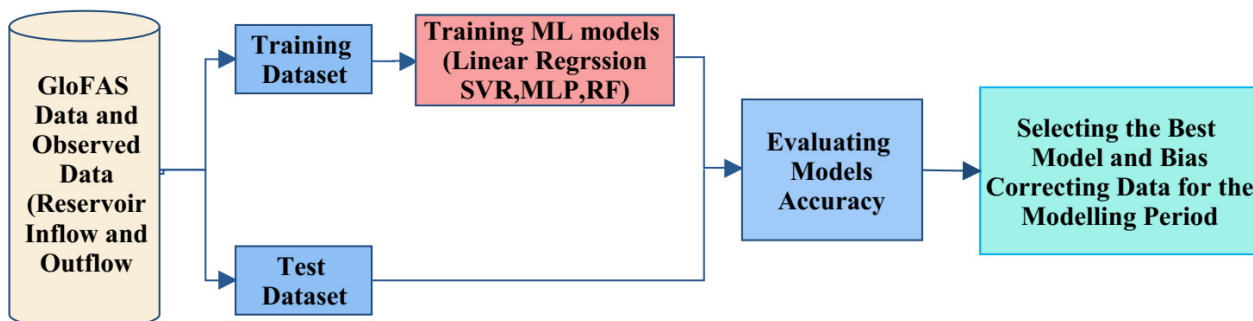 GloFAS
Data and
Observed
Data
(Reservoir
Inflow and
Outflow
Training
Dataset
Training ML models
(Linear Regrssion
SVR,MLP,RF)
Test
Dataset
Evaluating
Models
Accuracy
Selecting the Best
Model and Bias
Correcting Data for the
Modelling Period